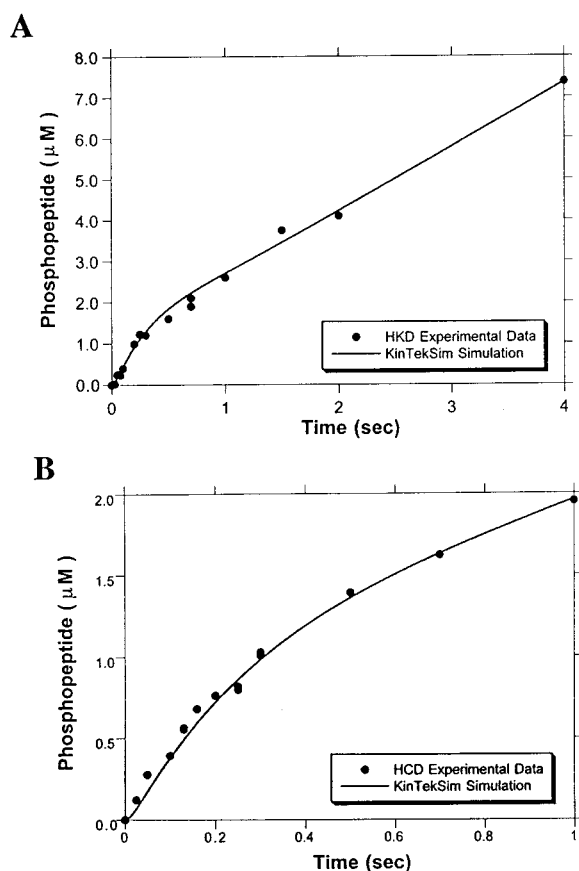 A
8.0
7.0
6.0
5.0
4.0
3.0
2.0
1.0
0.0
Phosphopeptide ( μ M )
HKD Experimental Data
KinTekSim Simulation
0
1
2
3
4
Time (sec)
B
2.0
1.5
1.0
0.5
0.0
Phosphopeptide ( μ M )
HCD Experimental Data
KinTekSim Simulation
0
0.2
0.4
0.6
0.8
1
Time (sec)